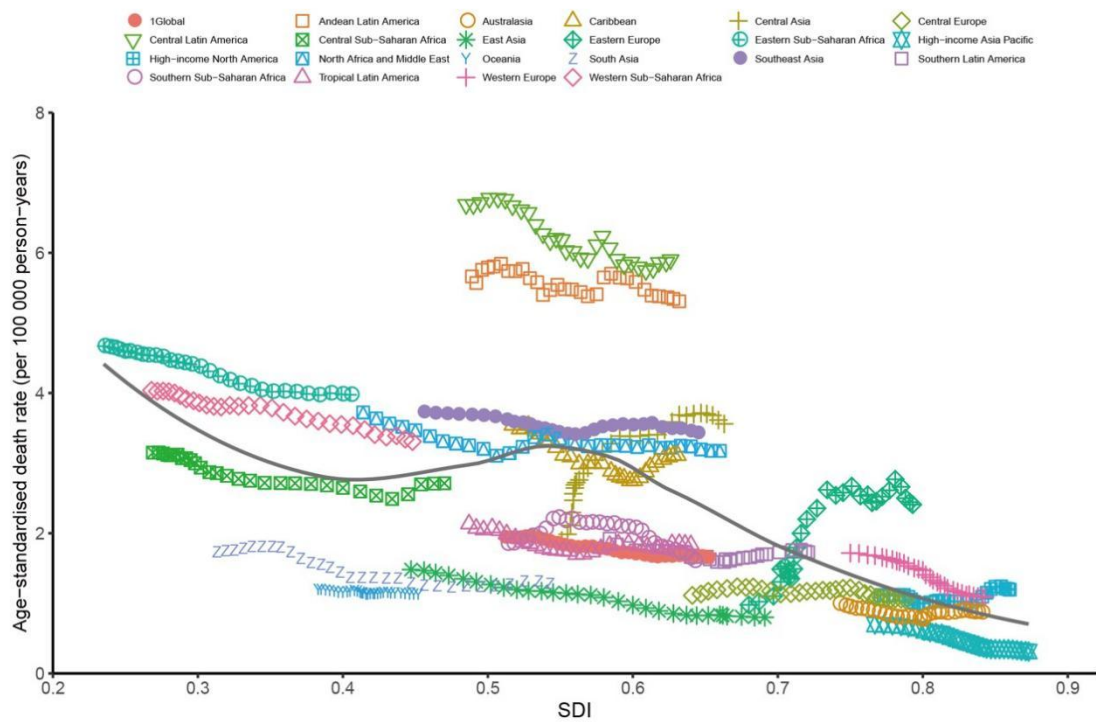 1Global Andean Latin America Australasia Caribbean Central Asia Central Europe
Central Latin America Central Sub−Saharan Africa East Asia Eastern Europe Eastern Sub−Saharan Africa High−income Asia Pacific
High−income North America North Africa and Middle East Oceania South Asia Southeast Asia Southern Latin America
Southern Sub−Saharan Africa Tropical Latin America Western Europe Western Sub−Saharan Africa
Age−standardised death rate (per 100 000 person−years)
8
6
4
2
0
0.2 0.3 0.4 0.5 0.6 0.7 0.8 0.9
SDI